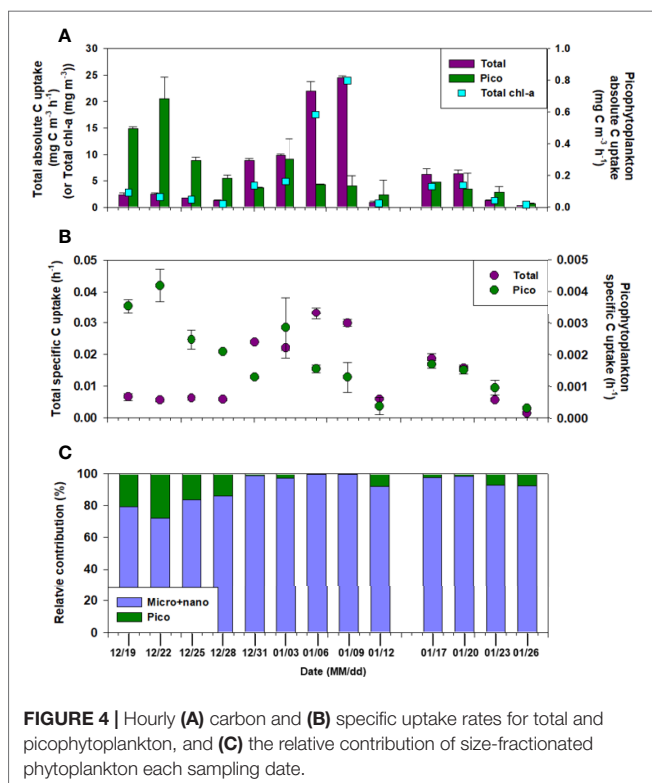 A
Total absolute C uptake
(mg C m⁻³ h⁻¹)
(or Total chl-a (mg m⁻³))
30
25
20
15
10
5
0
Total
Pico
Total chl-a
1.0
0.8
0.6
0.4
0.2
0.0
Picophytoplankton
absolute C uptake
(mg C m⁻³ h⁻¹)
B
Total specific C uptake (h⁻¹)
0.05
0.04
0.03
0.02
0.01
0.00
Total
Pico
0.005
0.004
0.003
0.002
0.001
0.000
Picophytoplankton
specific C uptake (h⁻¹)
C
Relatvie contribution (%)
100
80
60
40
20
0
Micro+nano
Pico
12/19 12/22 12/25 12/28 12/31 01/03 01/06 01/09 01/12 01/17 01/20 01/23 01/26
Date (MM/dd)
FIGURE 4 | Hourly (A) carbon and (B) specific uptake rates for total and
picophytoplankton, and (C) the relative contribution of size-fractionated
phytoplankton each sampling date.